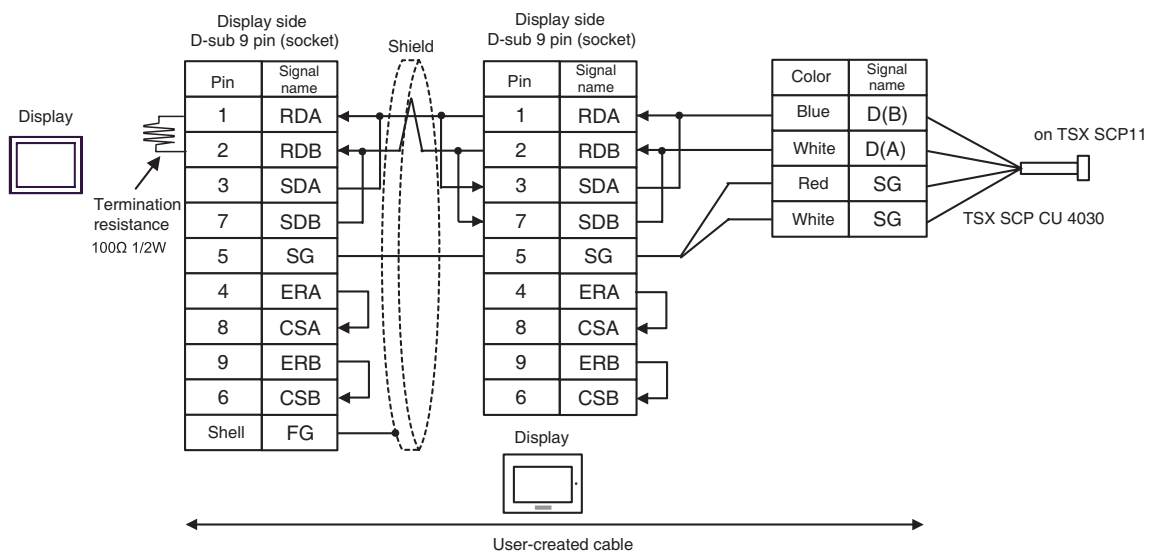 Display side
D-sub 9 pin (socket)
Display side
D-sub 9 pin (socket)
Shield
Pin Signal name
1 RDA
2 RDB
3 SDA
7 SDB
5 SG
4 ERA
8 CSA
9 ERB
6 CSB
Shell FG
Pin Signal name
1 RDA
2 RDB
3 SDA
7 SDB
5 SG
4 ERA
8 CSA
9 ERB
6 CSB
Color Signal name
Blue D(B)
White D(A)
Red SG
White SG
Display
Termination
resistance
100Ω 1/2W
on TSX SCP11
TSX SCP CU 4030
Display
User-created cable